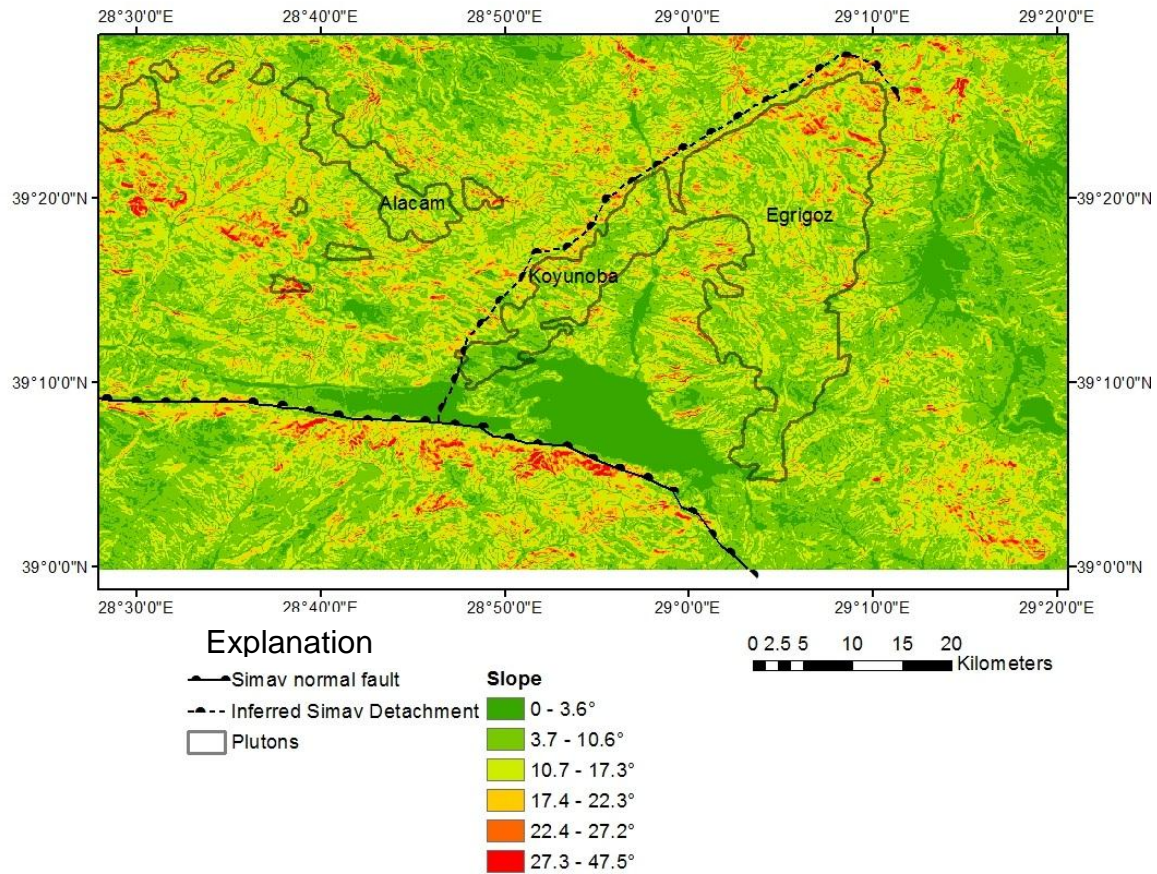 28°30'0"E 28°40'0"E 28°50'0"E 29°0'0"E 29°10'0"E 29°20'0"E
39°20'0"N 39°20'0"N
Alacam
Egrigoz
Koyunoba
39°10'0"N 39°10'0"N
39°0'0"N 39°0'0"N
28°30'0"E 28°40'0"E 28°50'0"E 29°0'0"E 29°10'0"E 29°20'0"E
Explanation
Simav normal fault
Inferred Simav Detachment
Plutons
Slope
0 - 3.6°
3.7 - 10.6°
10.7 - 17.3°
17.4 - 22.3°
22.4 - 27.2°
27.3 - 47.5°
0 2.5 5 10 15 20
Kilometers